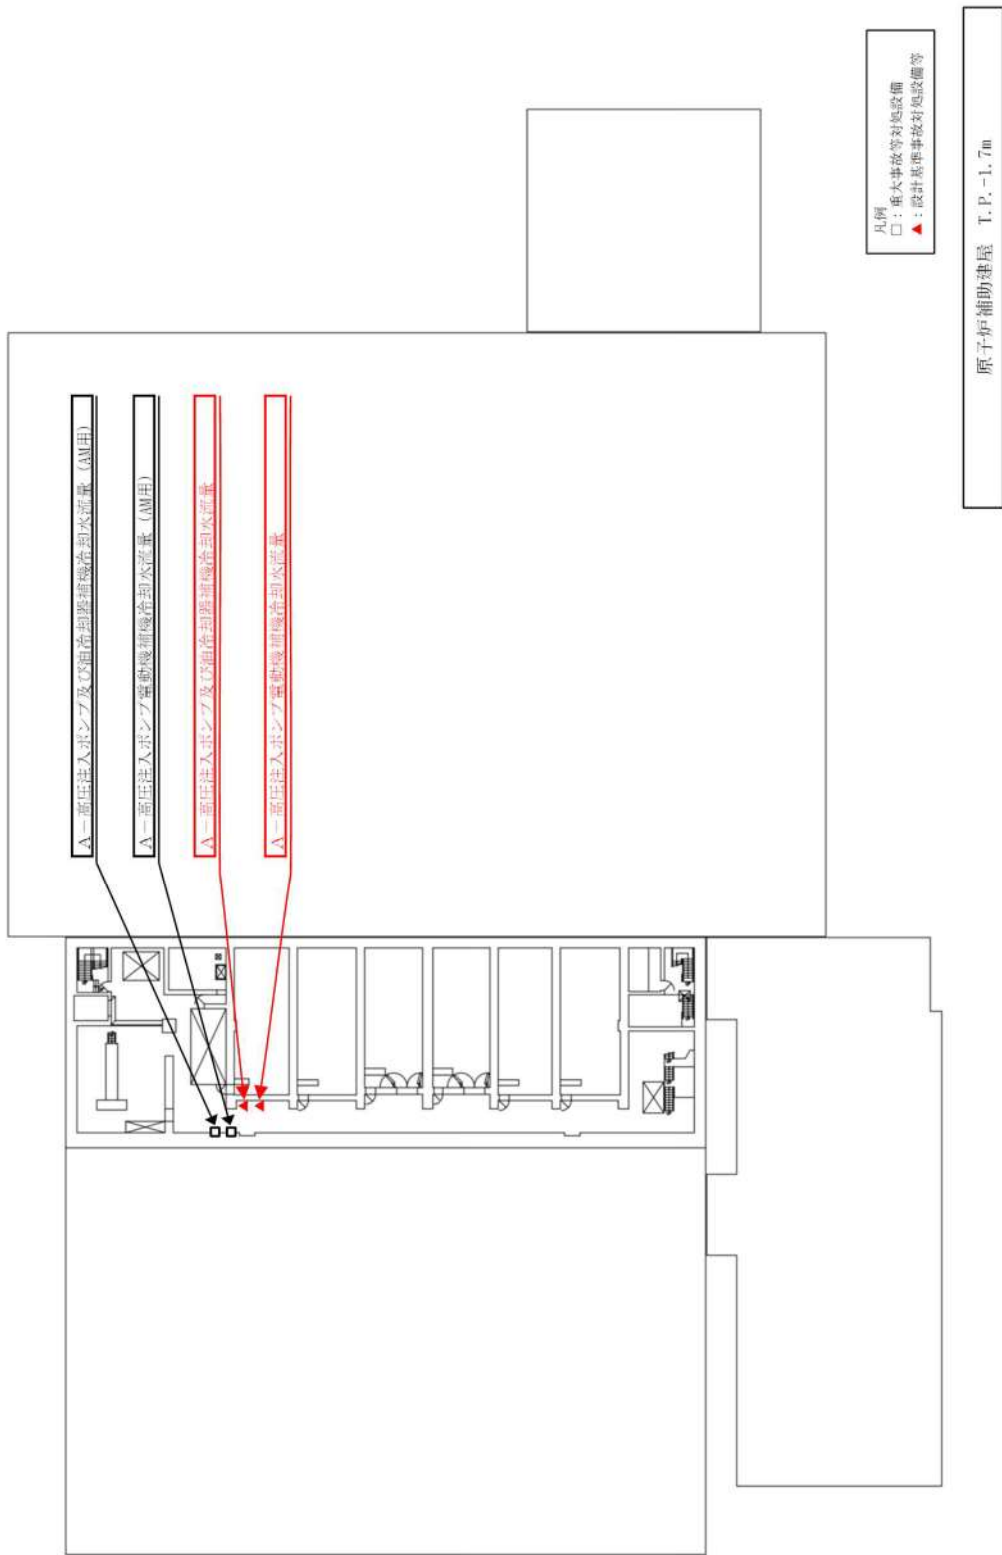 A－高圧注入ポンプ及び油冷却器補機冷却水流量（AM用）
A－高圧注入ポンプ電動機補機冷却水流量（AM用）
A－高圧注入ポンプ及び油冷却器補機冷却水流量
A－高圧注入ポンプ電動機補機冷却水流量
凡例
□：重大事故等対処設備
▲：設計基準事故対処設備等
原子炉補助建屋 T.P.-1.7m